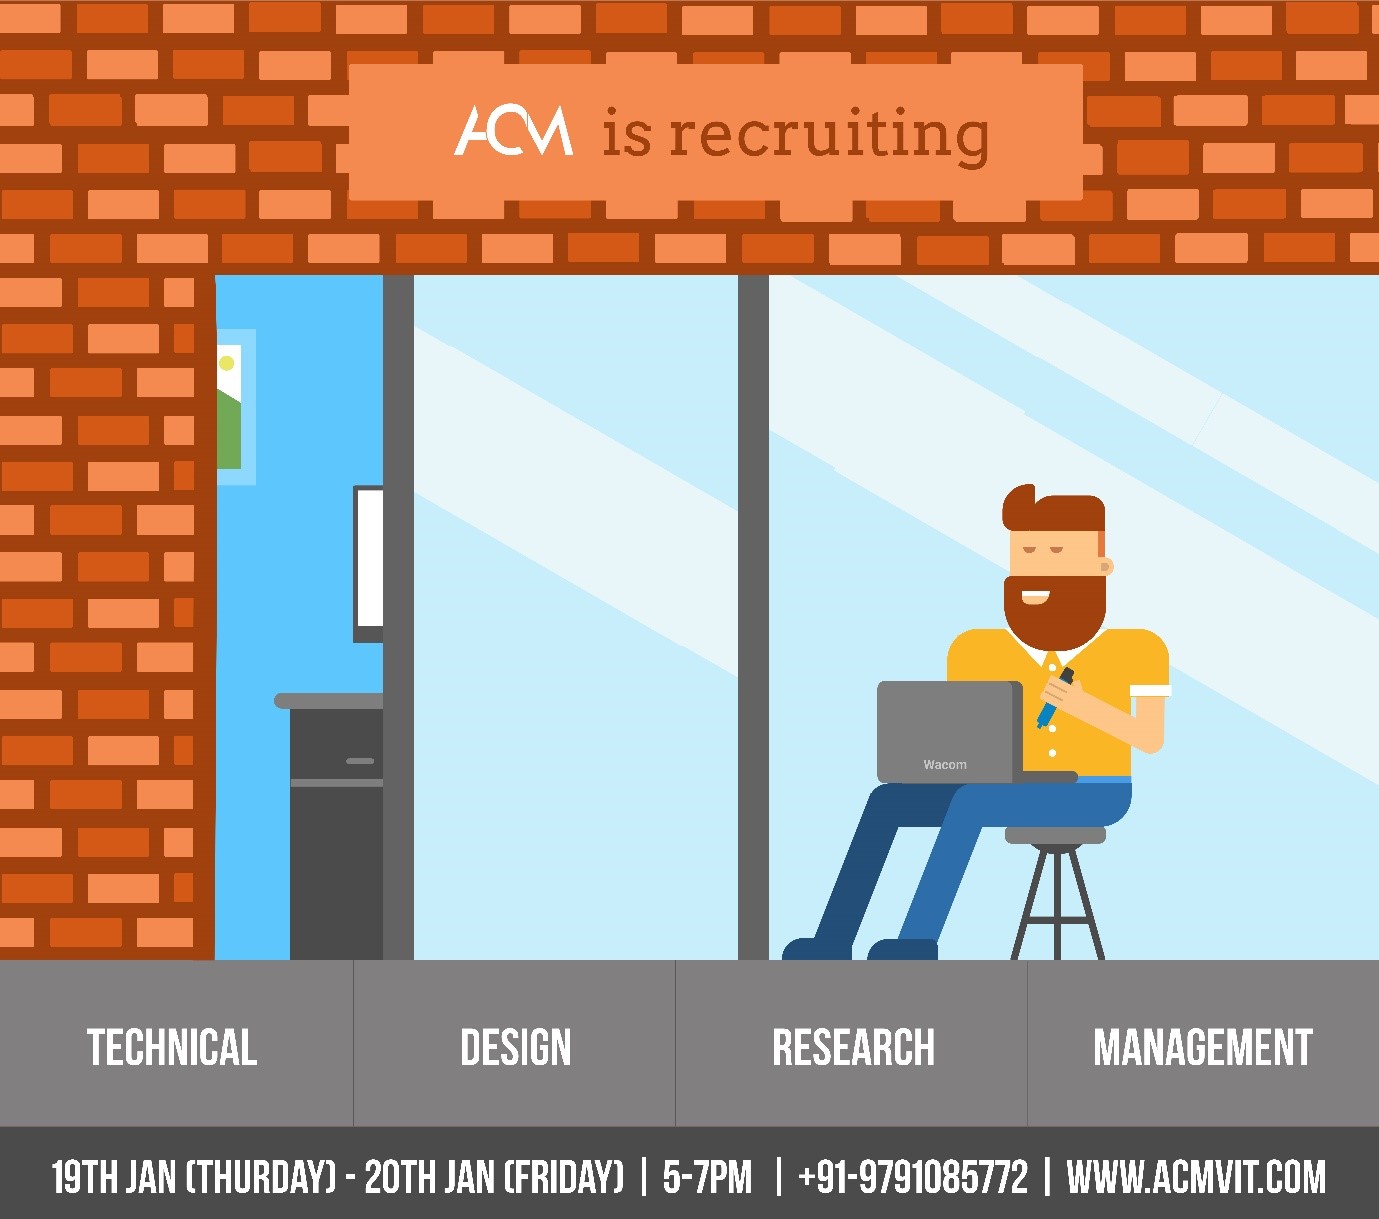 ACM is recruiting
Wacom
TECHNICAL
DESIGN
RESEARCH
MANAGEMENT
19TH JAN (THURDAY) - 20TH JAN (FRIDAY) | 5-7PM | +91-9791085772 | WWW.ACMVIT.COM